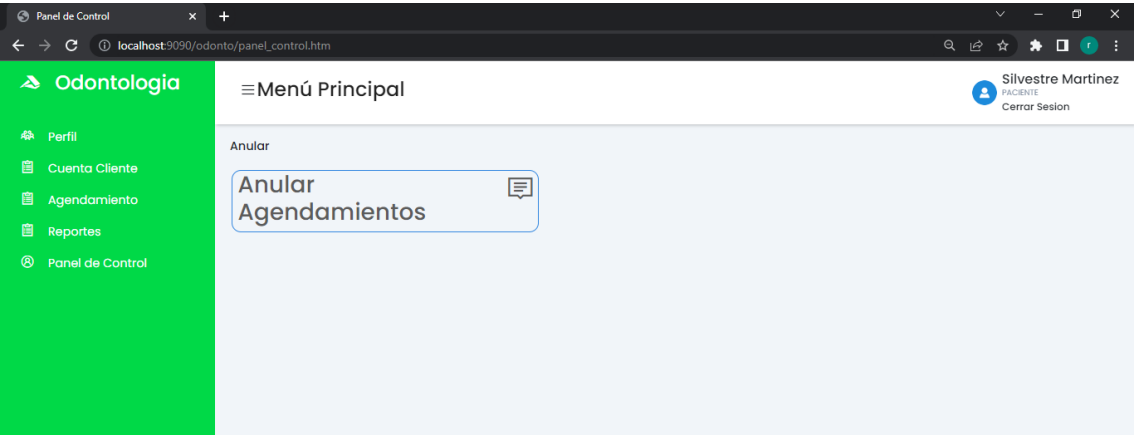 Panel de Control
localhost:9090/odonto/panel_control.htm
r
Odontologia
Perfil
Cuenta Cliente
Agendamiento
Reportes
Panel de Control
Menú Principal
Silvestre Martinez
PACIENTE
Cerrar Sesion
Anular
Anular
Agendamientos